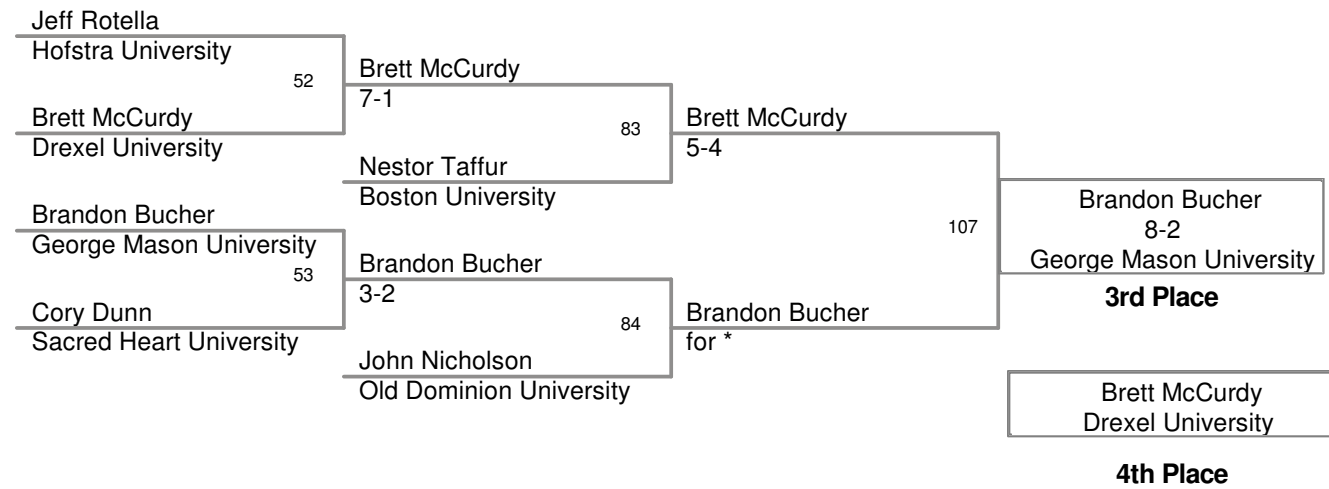 Jeff Rotella
Hofstra University
52
Brett McCurdy
7-1
Brett McCurdy
Drexel University
83
Brett McCurdy
5-4
Nestor Taffur
Boston University
Brandon Bucher
George Mason University
53
Brandon Bucher
3-2
Cory Dunn
Sacred Heart University
84
Brandon Bucher
for *
John Nicholson
Old Dominion University
107
Brandon Bucher
8-2
George Mason University
3rd Place
Brett McCurdy
Drexel University
4th Place